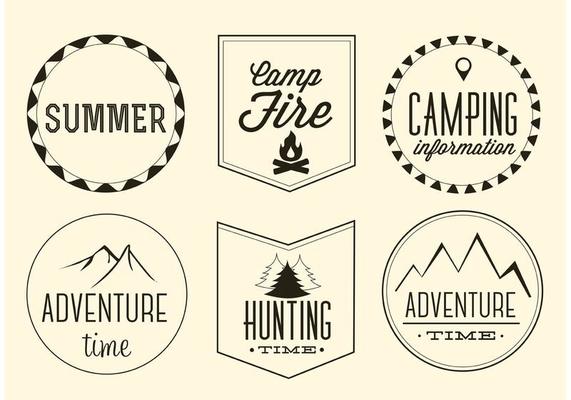 SUMMER
Camp
Fire
CAMPING
information
ADVENTURE
time
HUNTING
• TIME •
ADVENTURE
• TIME •